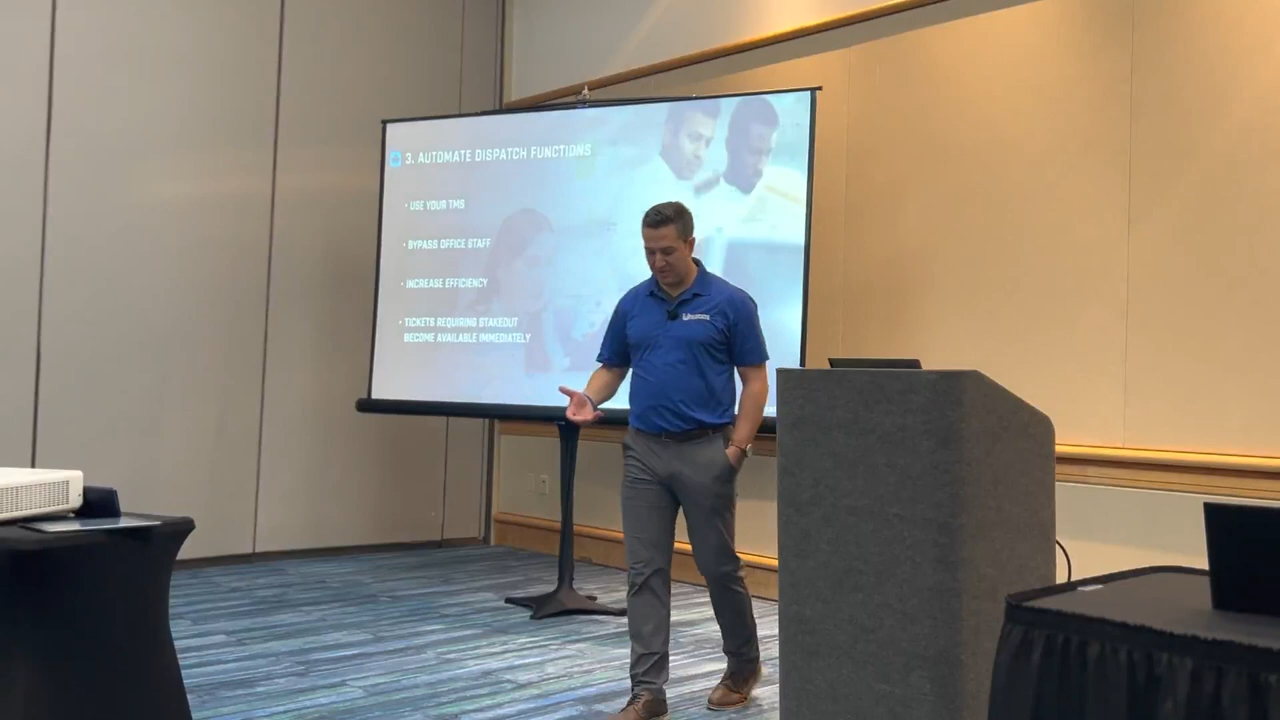 3. AUTOMATE DISPATCH FUNCTIONS
• USE YOUR TMS
• BYPASS OFFICE STAFF
• INCREASE EFFICIENCY
• TICKETS REQUIRING STAKEOUT
BECOME AVAILABLE IMMEDIATELY